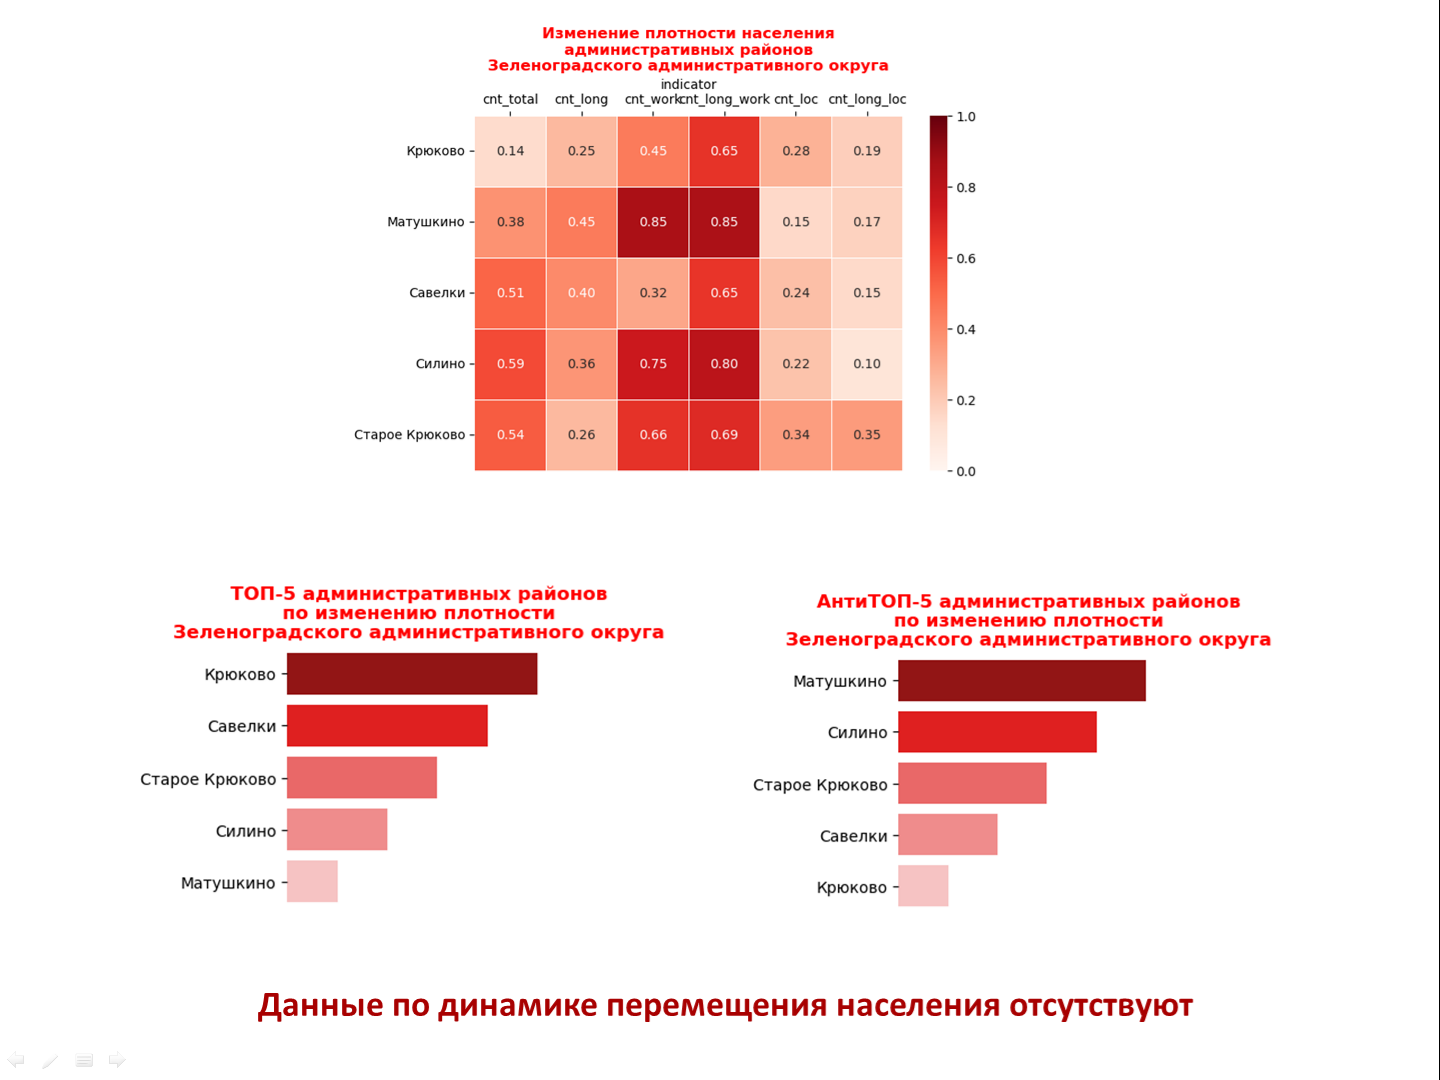 Изменение плотности населения
административных районов
Зеленоградского административного округа
indicator
cnt_total cnt_long cnt_work cnt_long_work cnt_loc cnt_long_loc
Крюково 0.14 0.25 0.45 0.65 0.28 0.19
Матушкино 0.38 0.45 0.85 0.85 0.15 0.17
Савелки 0.51 0.40 0.32 0.65 0.24 0.15
Силино 0.59 0.36 0.75 0.80 0.22 0.10
Старое Крюково 0.54 0.26 0.66 0.69 0.34 0.35
1.0
0.8
0.6
0.4
0.2
0.0
ТОП-5 административных районов
по изменению плотности
Зеленоградского административного округа
Крюково
Савелки
Старое Крюково
Силино
Матушкино
АнтиТОП-5 административных районов
по изменению плотности
Зеленоградского административного округа
Матушкино
Силино
Старое Крюково
Савелки
Крюково
Данные по динамике перемещения населения отсутствуют